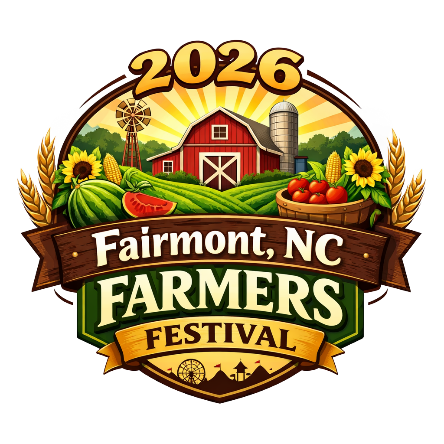 2026
Fairmont, NC
FARMERS
FESTIVAL